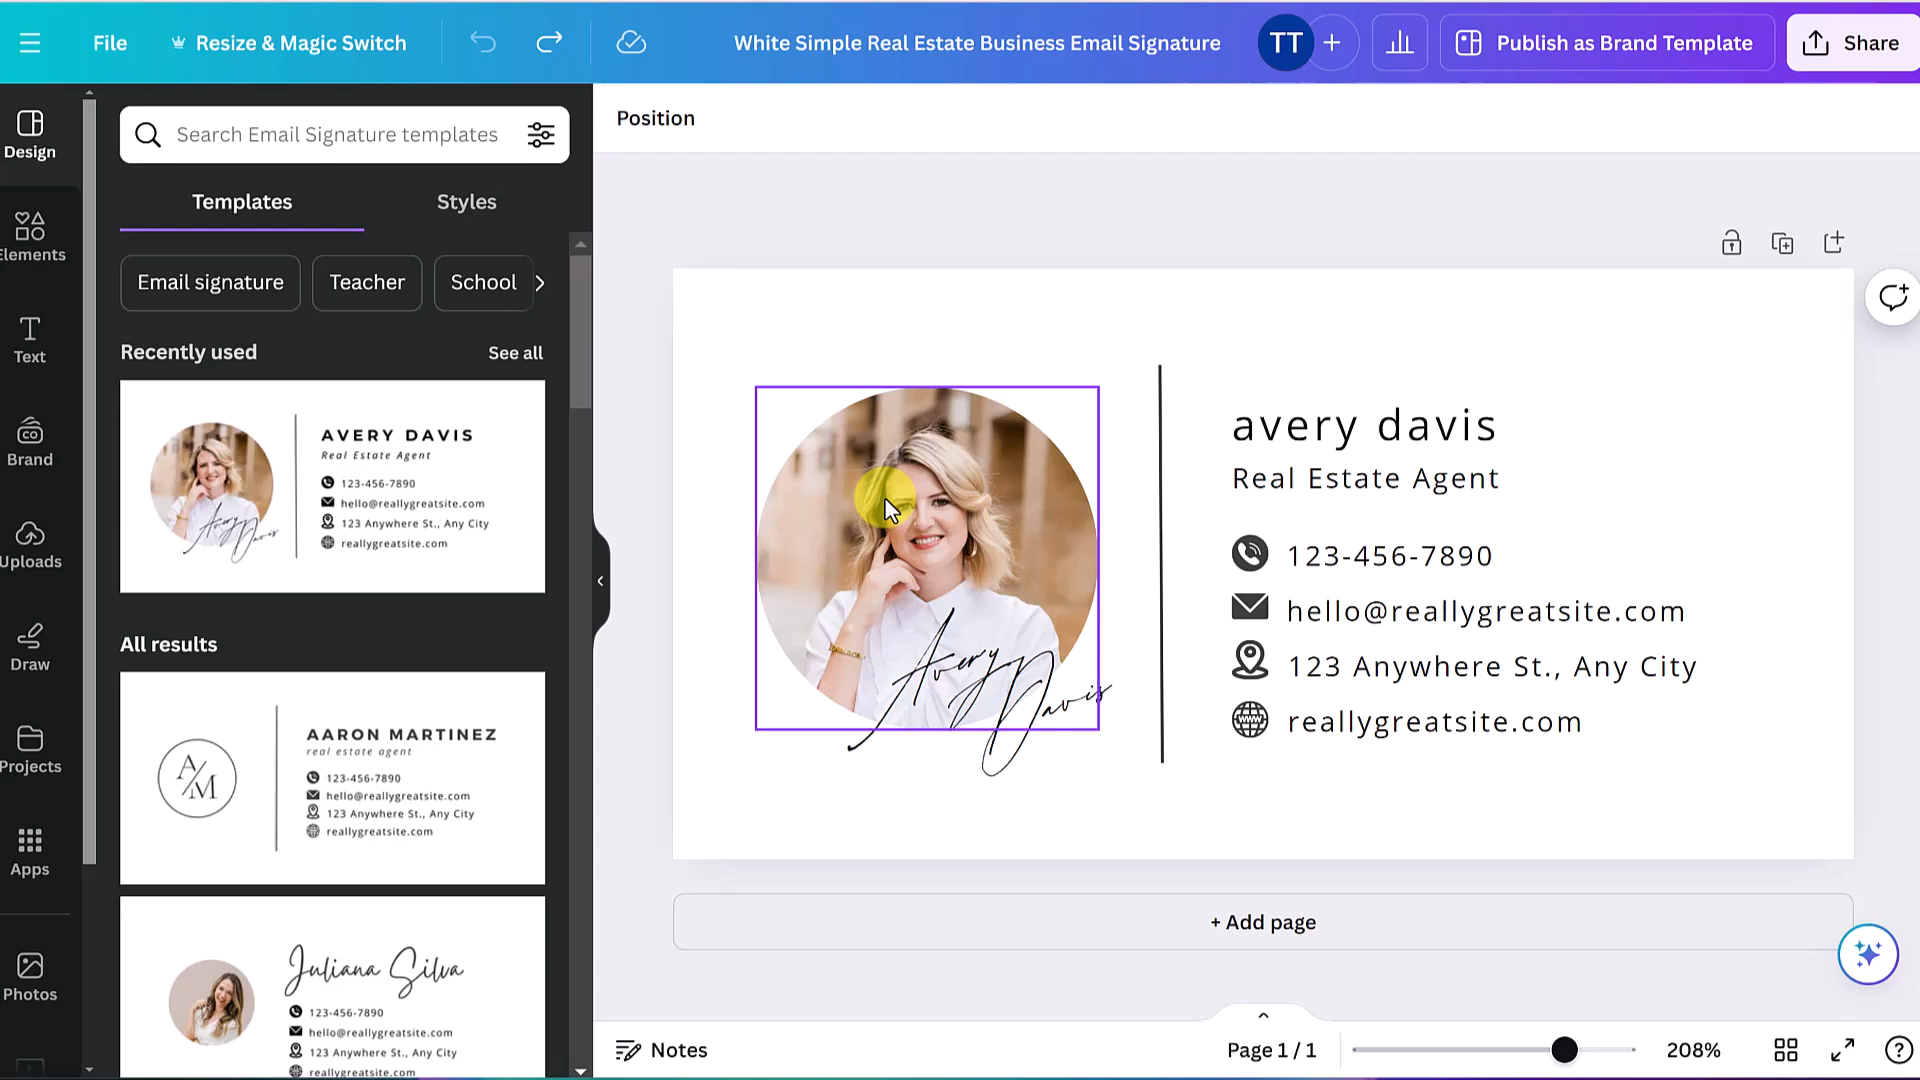 File
Resize & Magic Switch
White Simple Real Estate Business Email Signature
TT
Publish as Brand Template
Share
Design
Elements
Text
Brand
Uploads
Draw
Projects
Apps
Photos
Search Email Signature templates
Templates
Styles
Email signature
Teacher
School
Recently used
See all
AVERY DAVIS
Real Estate Agent
123-456-7890
hello@reallygreatsite.com
123 Anywhere St., Any City
reallygreatsite.com
Avery
Davis
All results
A/M
AARON MARTINEZ
real estate agent
123-456-7890
hello@reallygreatsite.com
123 Anywhere St., Any City
reallygreatsite.com
Juliana Silva
123-456-7890
hello@reallygreatsite.com
123 Anywhere St., Any City
reallygreatsite.com
Position
avery davis
Real Estate Agent
123-456-7890
hello@reallygreatsite.com
123 Anywhere St., Any City
www
reallygreatsite.com
Avery
Davis
+ Add page
Notes
Page 1 / 1
208%